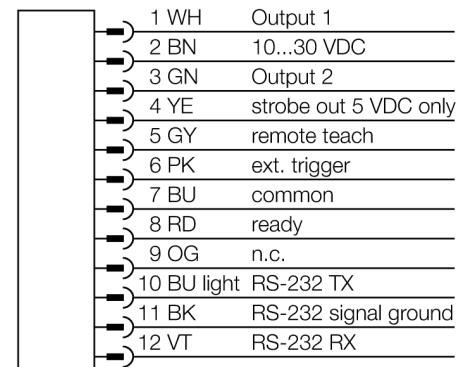 1 WH Output 1
2 BN 10...30 VDC
3 GN Output 2
4 YE strobe out 5 VDC only
5 GY remote teach
6 PK ext. trigger
7 BU common
8 RD ready
9 OG n.c.
10 BU light RS-232 TX
11 BK RS-232 signal ground
12 VT RS-232 RX